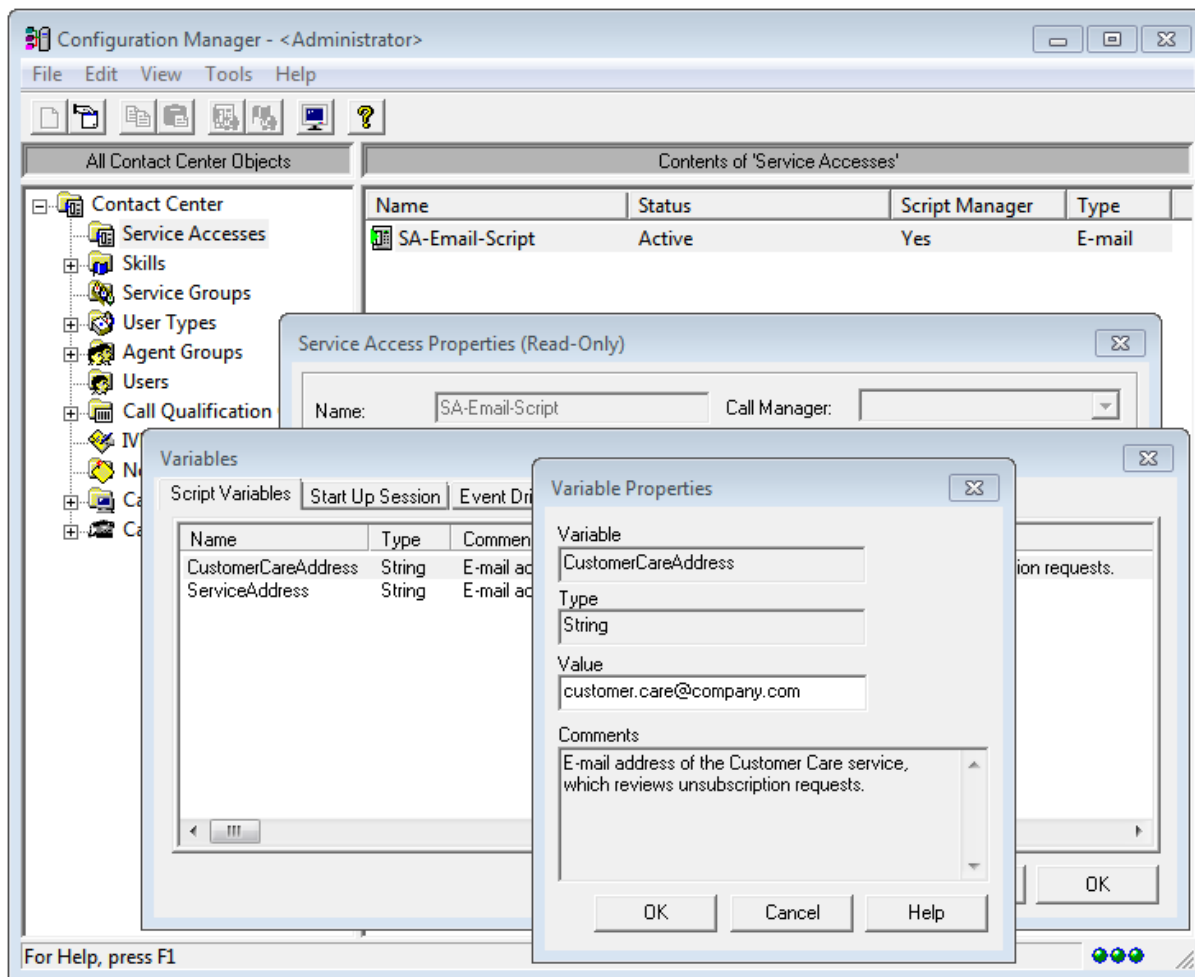 Configuration Manager - <Administrator>
File Edit View Tools Help
All Contact Center Objects
Contents of 'Service Accesses'
Contact Center
Service Accesses
Skills
Service Groups
User Types
Agent Groups
Users
Call Qualification
Name Status Script Manager Type
SA-Email-Script Active Yes E-mail
Service Access Properties (Read-Only)
Name: SA-Email-Script Call Manager:
Variables
Script Variables Start Up Session Event Dri
Name Type Commen
CustomerCareAddress String E-mail ad ion requests.
ServiceAddress String E-mail ad
OK
Variable Properties
Variable
CustomerCareAddress
Type
String
Value
customer.care@company.com
Comments
E-mail address of the Customer Care service,
which reviews unsubscription requests.
OK Cancel Help
For Help, press F1